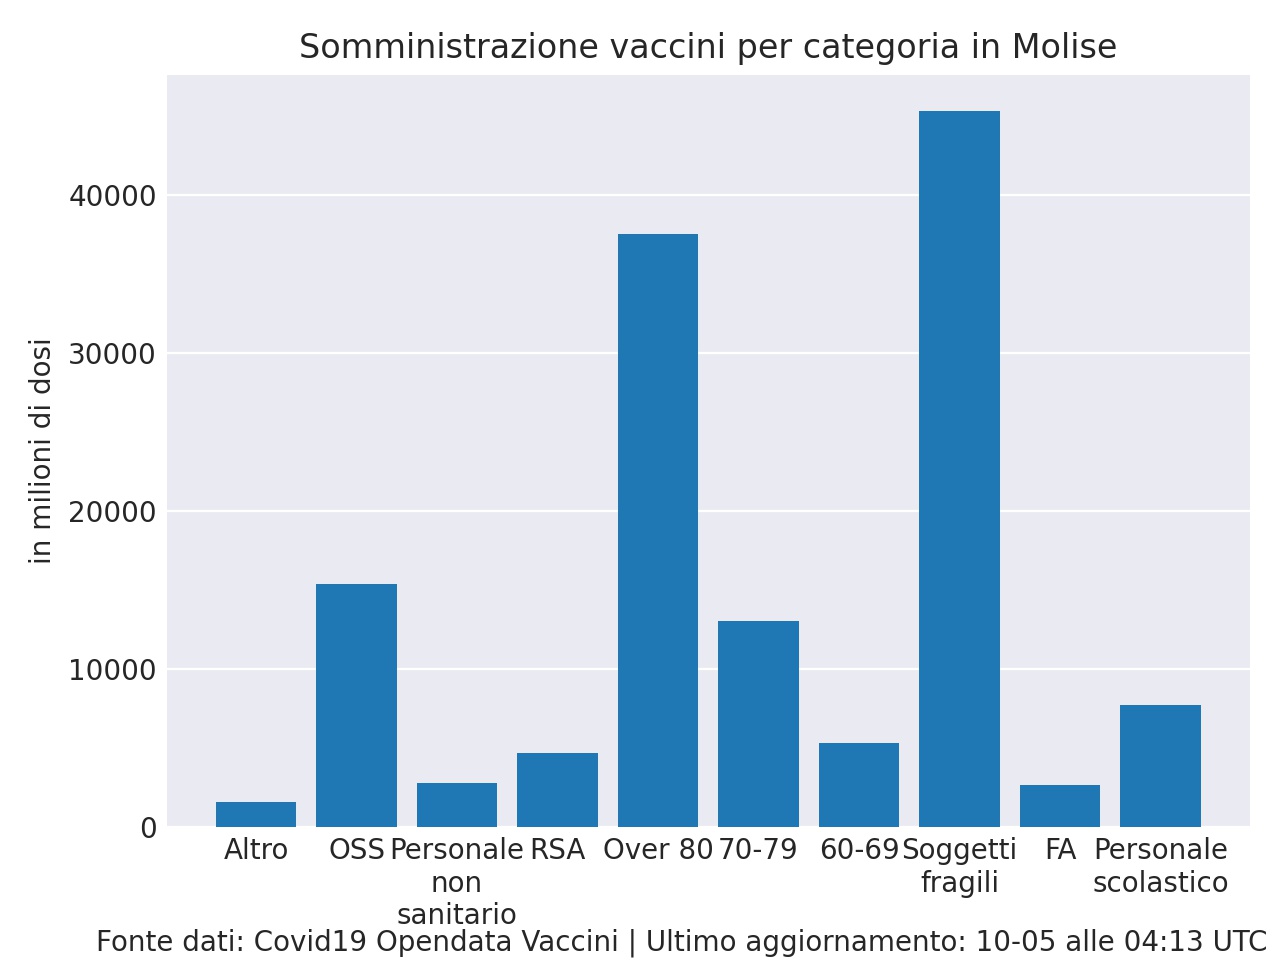 Somministrazione vaccini per categoria in Molise
in milioni di dosi
40000
30000
20000
10000
0
Altro
OSS
Personale
non
sanitario
RSA
Over 80
70-79
60-69
Soggetti
fragili
FA
Personale
scolastico
Fonte dati: Covid19 Opendata Vaccini | Ultimo aggiornamento: 10-05 alle 04:13 UTC